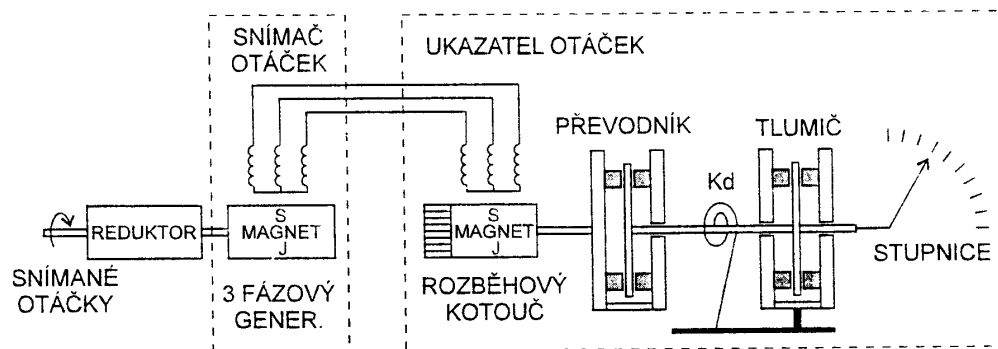 SNÍMAČ
OTÁČEK
UKAZATEL OTÁČEK
PŘEVODNÍK
TLUMIČ
Kd
REDUKTOR
S
MAGNET
J
S
MAGNET
J
STUPNICE
SNÍMANÉ
OTÁČKY
3 FÁZOVÝ
GENER.
ROZBĚHOVÝ
KOTOUČ